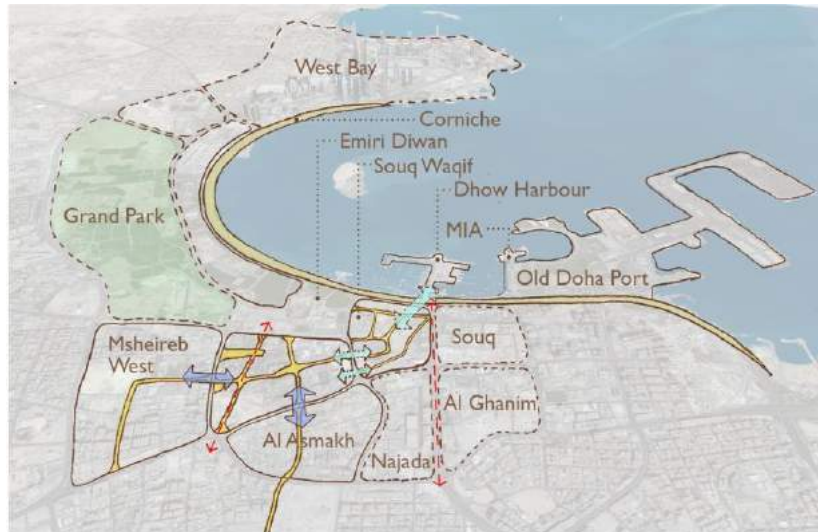 West Bay
Corniche
Emiri Diwan
Souq Waqif
Dhow Harbour
Grand Park
MIA
Old Doha Port
Msheireb
West
Souq
Al Ghanim
Al Asmakh
Najada